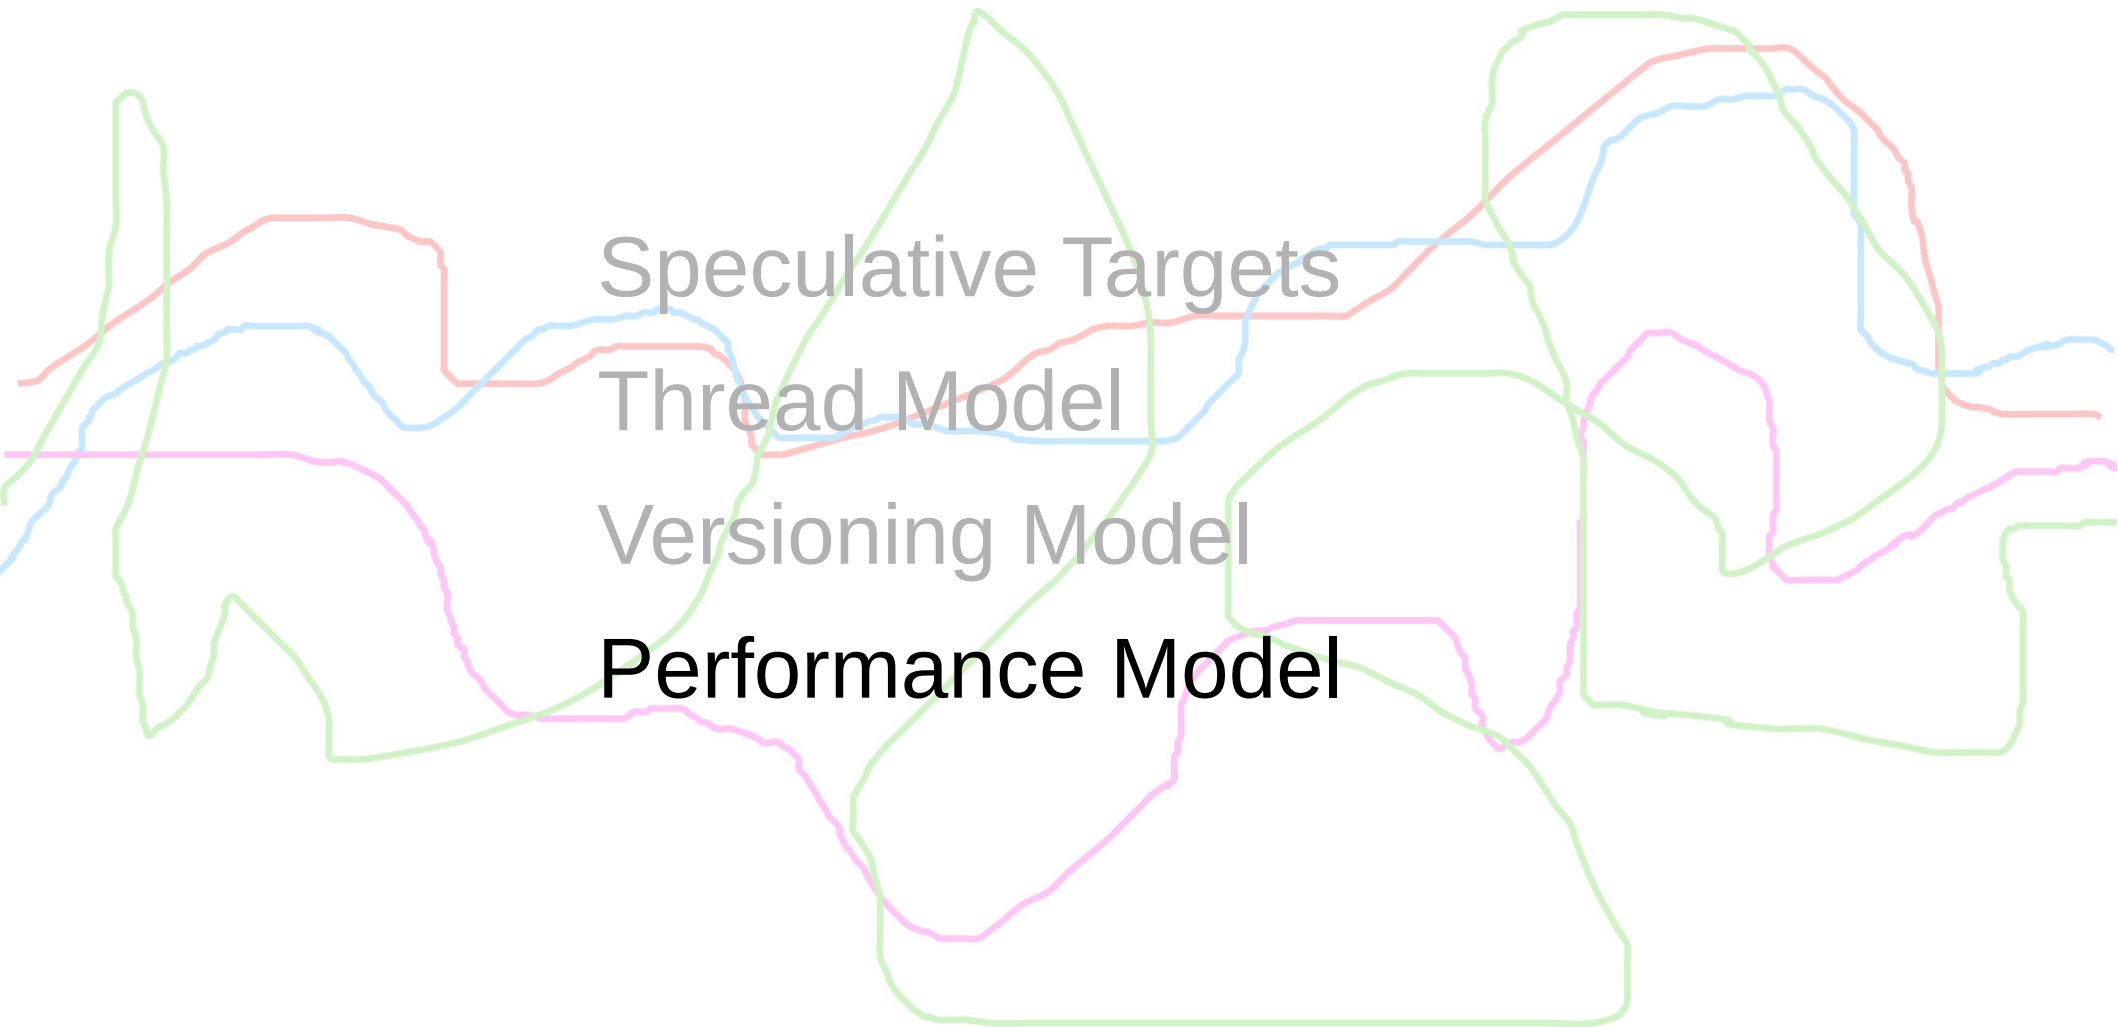 Speculative Targets
Thread Model
Versioning Model
Performance Model